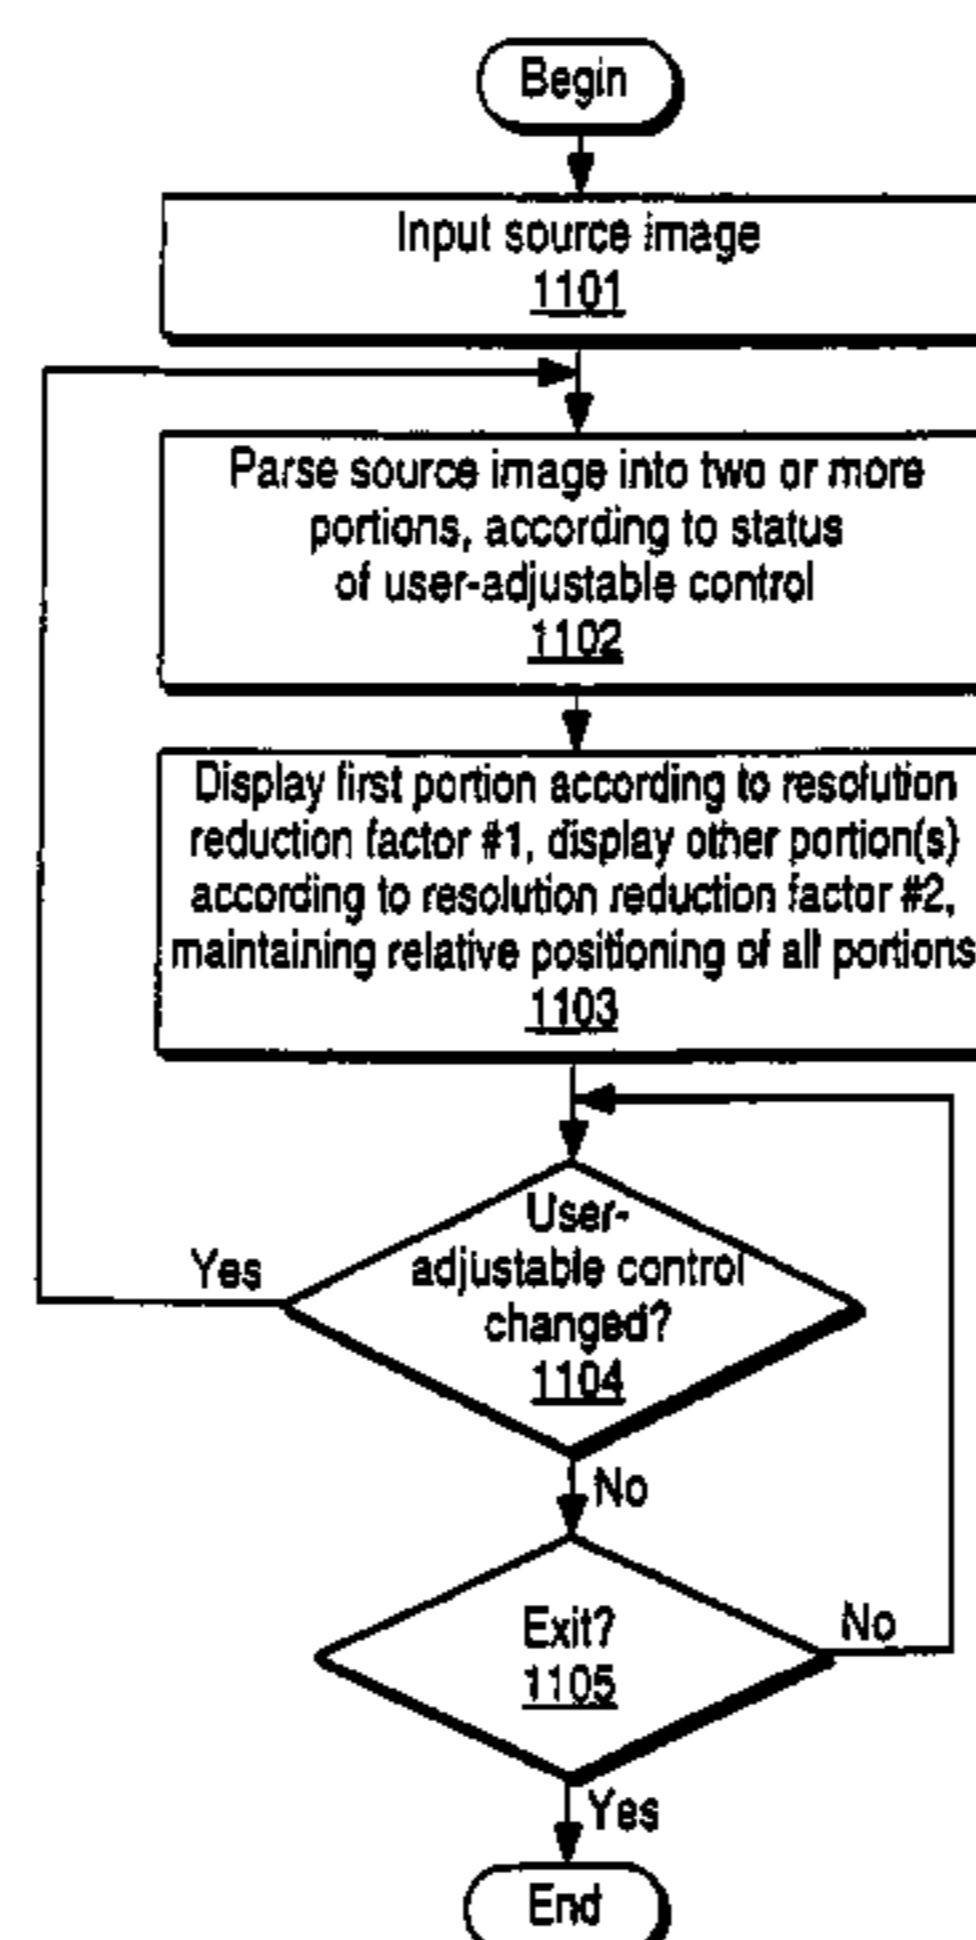 Begin
Input source image
1101
Parse source image into two or more
portions, according to status
of user-adjustable control
1102
Display first portion according to resolution
reduction factor #1, display other portion(s)
according to resolution reduction factor #2,
maintaining relative positioning of all portions
1103
User-
adjustable control
changed?
1104
Yes
No
Exit?
1105
No
Yes
End